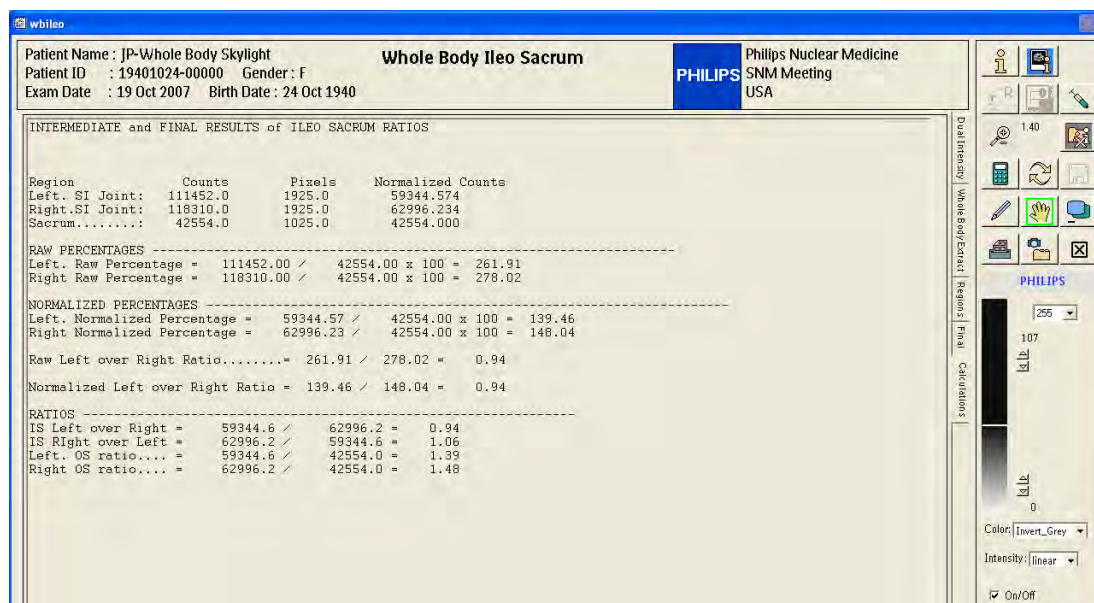 wbileo
Patient Name : JP-Whole Body Skylight
Patient ID : 19401024-00000 Gender : F
Exam Date : 19 Oct 2007 Birth Date : 24 Oct 1940
Whole Body Ileo Sacrum
PHILIPS
Philips Nuclear Medicine
SNM Meeting
USA
INTERMEDIATE and FINAL RESULTS of ILEO SACRUM RATIOS
Region Counts Pixels Normalized Counts
Left. SI Joint: 111452.0 1925.0 59344.574
Right.SI Joint: 118310.0 1925.0 62996.234
Sacrum........: 42554.0 1025.0 42554.000
RAW PERCENTAGES ----------------------------------------------------------------
Left. Raw Percentage = 111452.00 / 42554.00 x 100 = 261.91
Right Raw Percentage = 118310.00 / 42554.00 x 100 = 278.02
NORMALIZED PERCENTAGES ----------------------------------------------------------------
Left. Normalized Percentage = 59344.57 / 42554.00 x 100 = 139.46
Right Normalized Percentage = 62996.23 / 42554.00 x 100 = 148.04
Raw Left over Right Ratio........= 261.91 / 278.02 = 0.94
Normalized Left over Right Ratio = 139.46 / 148.04 = 0.94
RATIOS ------------------------------------------------------------
IS Left over Right = 59344.6 / 62996.2 = 0.94
IS RIght over Left = 62996.2 / 59344.6 = 1.06
Left. OS ratio.... = 59344.6 / 42554.0 = 1.39
Right OS ratio.... = 62996.2 / 42554.0 = 1.48
Dual Intensity
Whole Body Extract
Regions
Final
Calculations
1.40
PHILIPS
255
107
0
Color: Invert_Grey
Intensity: linear
On/Off